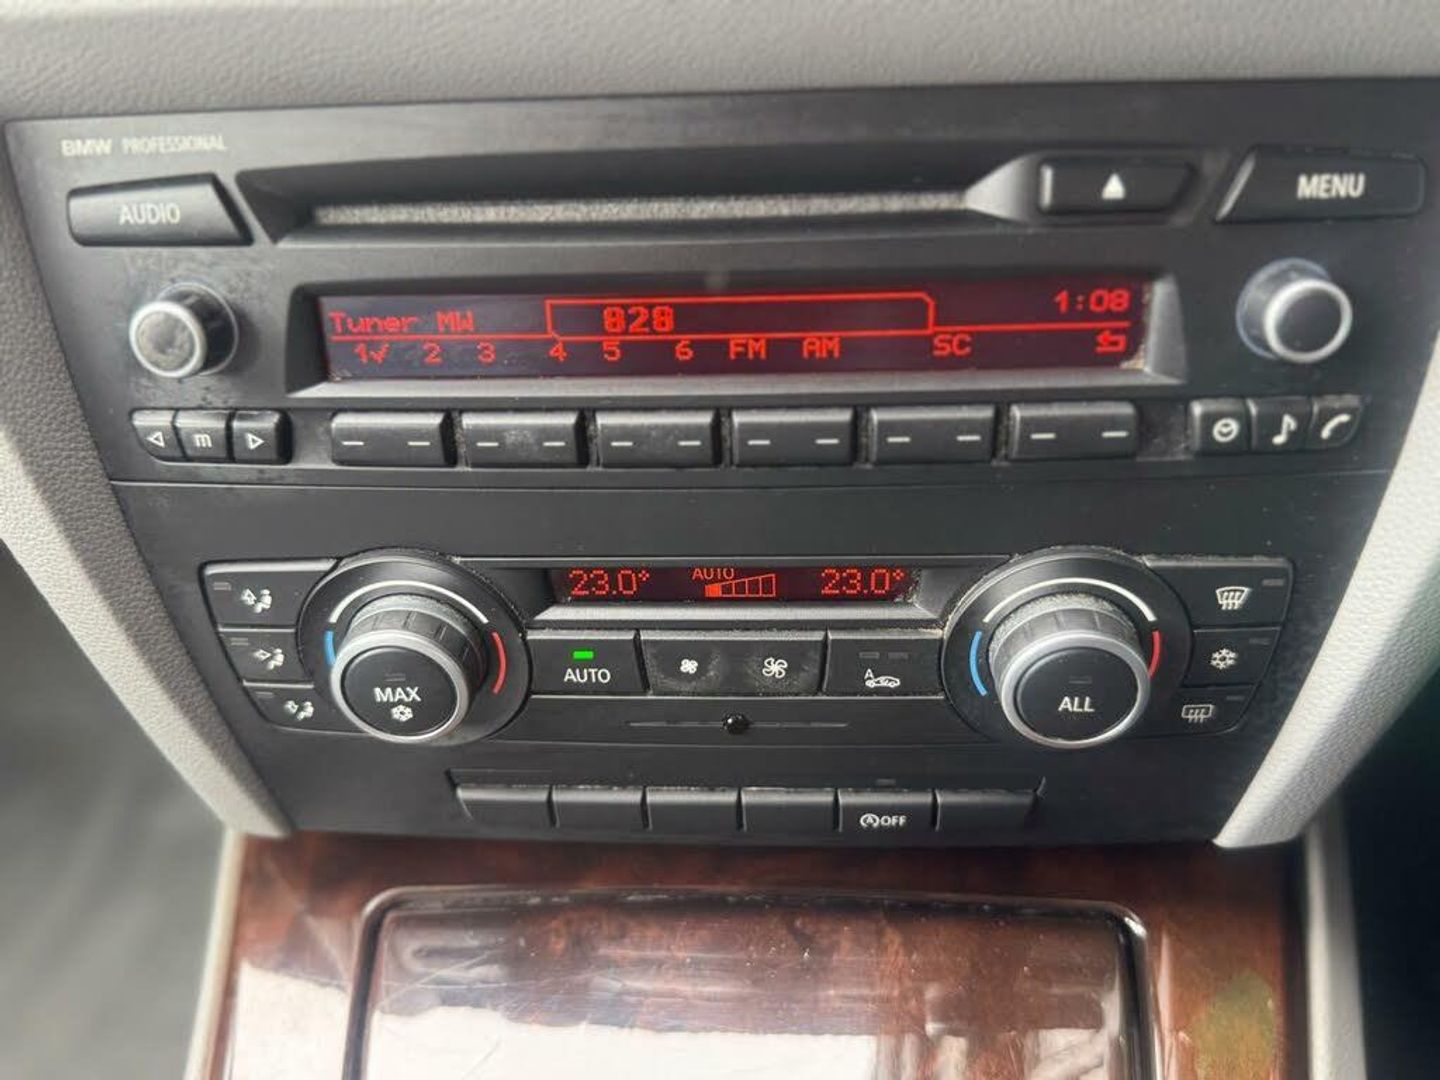 BMW PROFESSIONAL
AUDIO
MENU
Tuner MW 828 1:08
1✓ 2 3 4 5 6 FM AM SC
m
23.0° AUTO 23.0°
AUTO
A
MAX
ALL
A OFF